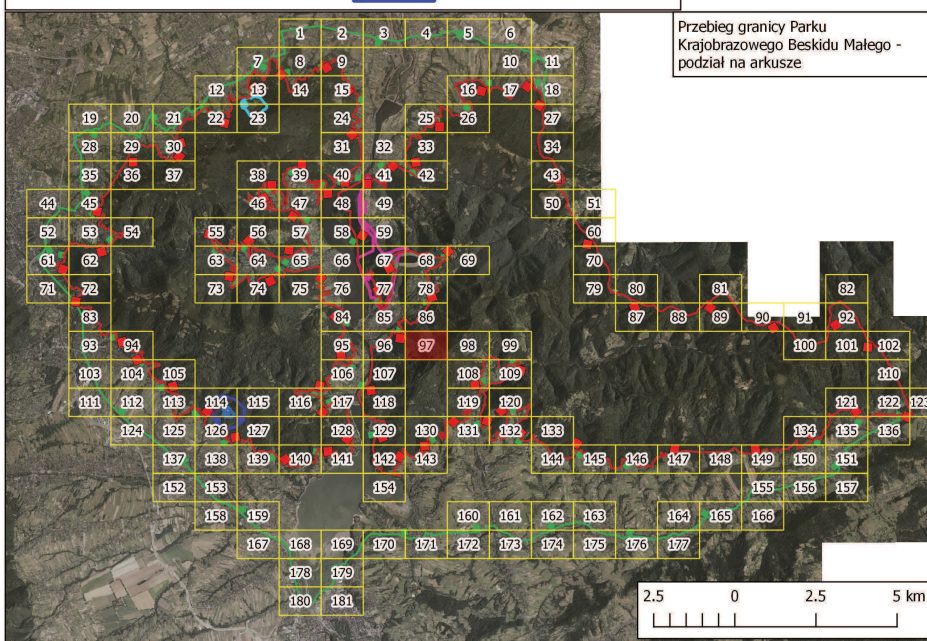 Przebieg granicy Parku
Krajobrazowego Beskidu Małego -
podział na arkusze
1 2 3 4 5 6
7 8 9 10 11
12 13 14 15 16 17 18
19 20 21 22 23 24 25 26 27
28 29 30 31 32 33 34
35 36 37 38 39 40 41 42 43
44 45 46 47 48 49 50 51
52 53 54 55 56 57 58 59 60
61 62 63 64 65 66 67 68 69 70
71 72 73 74 75 76 77 78 79 80 81 82
83 84 85 86 87 88 89 90 91 92
93 94 95 96 97 98 99 100 101 102
103 104 105 106 107 108 109 110
111 112 113 114 115 116 117 118 119 120 121 122 123
124 125 126 127 128 129 130 131 132 133 134 135 136
137 138 139 140 141 142 143 144 145 146 147 148 149 150 151
152 153 154 155 156 157
158 159 160 161 162 163 164 165 166
167 168 169 170 171 172 173 174 175 176 177
178 179
180 181
2.5 0 2.5 5 km